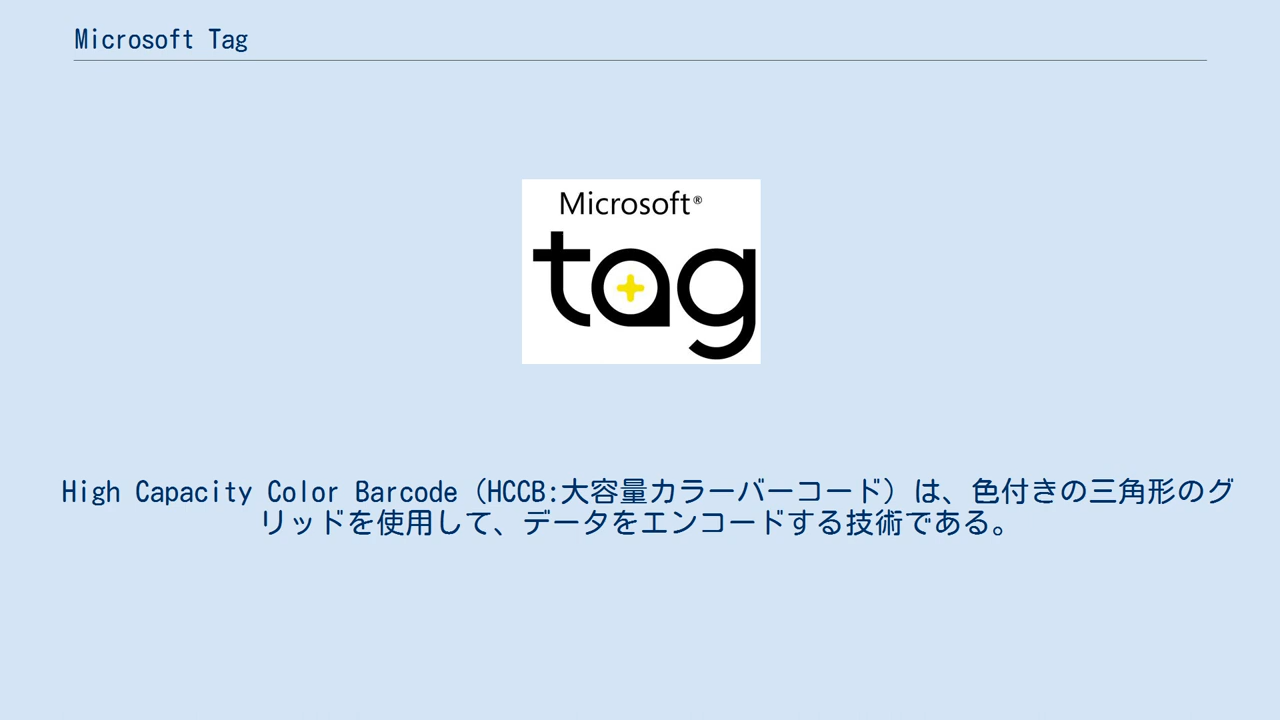 Microsoft Tag
Microsoft®
tag
High Capacity Color Barcode（HCCB:大容量カラーバーコード）は、色付きの三角形のグ
リッドを使用して、データをエンコードする技術である。